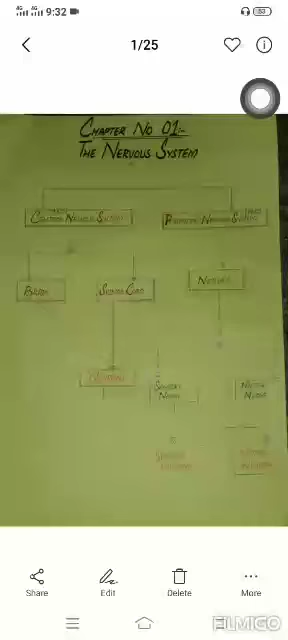 9:32
53
1/25
CHAPTER NO 01:-
THE NERVOUS SYSTEM
CENTRAL NERVOUS SYSTEM
PERIPHERAL NERVOUS SYSTEM
BRAIN
SPINAL CORD
NERVES
SENSORY
NERVE
MOTOR
NERVE
Share
Edit
Delete
More
FILMIGO